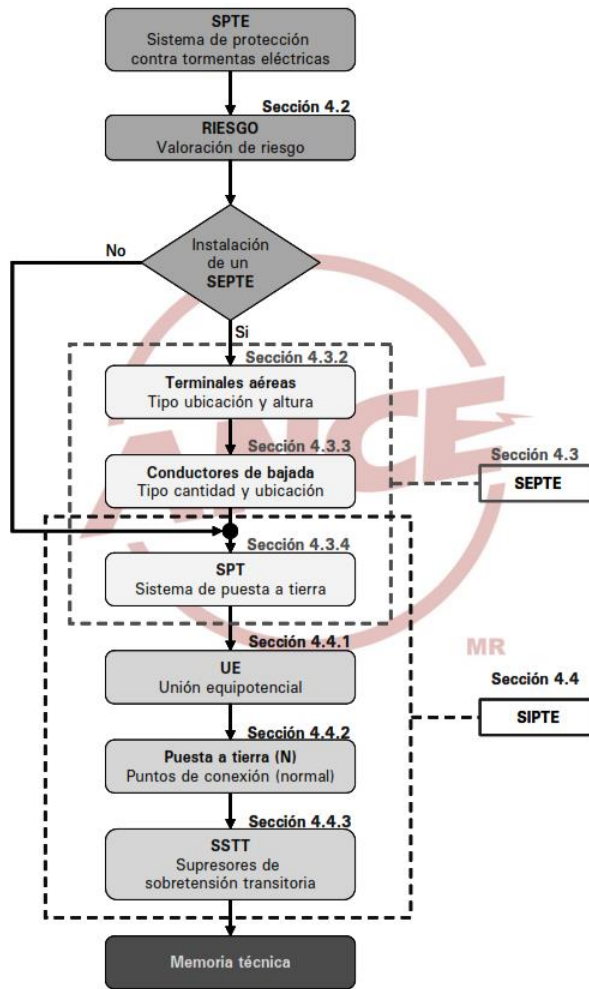 SPTE
Sistema de protección
contra tormentas eléctricas
Sección 4.2
RIESGO
Valoración de riesgo
No
Instalación
de un
SEPTE
Si
Sección 4.3.2
Terminales aéreas
Tipo ubicación y altura
Sección 4.3.3
Conductores de bajada
Tipo cantidad y ubicación
Sección 4.3
SEPTE
Sección 4.3.4
SPT
Sistema de puesta a tierra
Sección 4.4.1
UE
Unión equipotencial
Sección 4.4.2
Puesta a tierra (N)
Puntos de conexión (normal)
Sección 4.4
SIPTE
Sección 4.4.3
SSTT
Supresores de
sobretensión transitoria
Memoria técnica
ANCE
MR